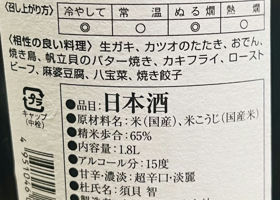 〈召し上がり方〉 冷やして 常温 ぬる燗 熱燗
◎ ○ ◎ ○
〈相性の良い料理〉生ガキ、カツオのたたき、おでん、
焼き鳥、帆立貝のバター焼き、カキフライ、ロースト
ビーフ、麻婆豆腐、八宝菜、焼き餃子
プラ
キャップ
(中栓)
●品目:日本酒
●原材料名:米(国産)、米こうじ(国産米)
●精米歩合:65%
●内容量:1.8L
●アルコール分:15度
●甘辛・濃淡:超辛口・淡麗
●杜氏名:須貝 智